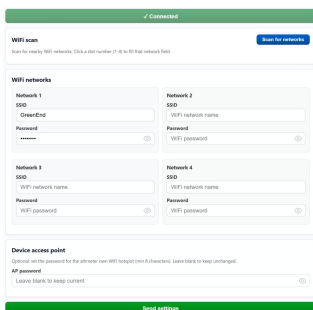 ✓ Connected
WiFi scan
Scan for networks
Scan for nearby WiFi networks. Click a slot number (1-4) to fill that network field.
WiFi networks
Network 1
SSID
GreenEnd
Password
••••••••
Network 2
SSID
WiFi network name
Password
WiFi password
Network 3
SSID
WiFi network name
Password
WiFi password
Network 4
SSID
WiFi network name
Password
WiFi password
Device access point
Optional: set the password for the altimeter own WiFi hotspot (min 8 characters). Leave blank to keep unchanged.
AP password
Leave blank to keep current
Send settings